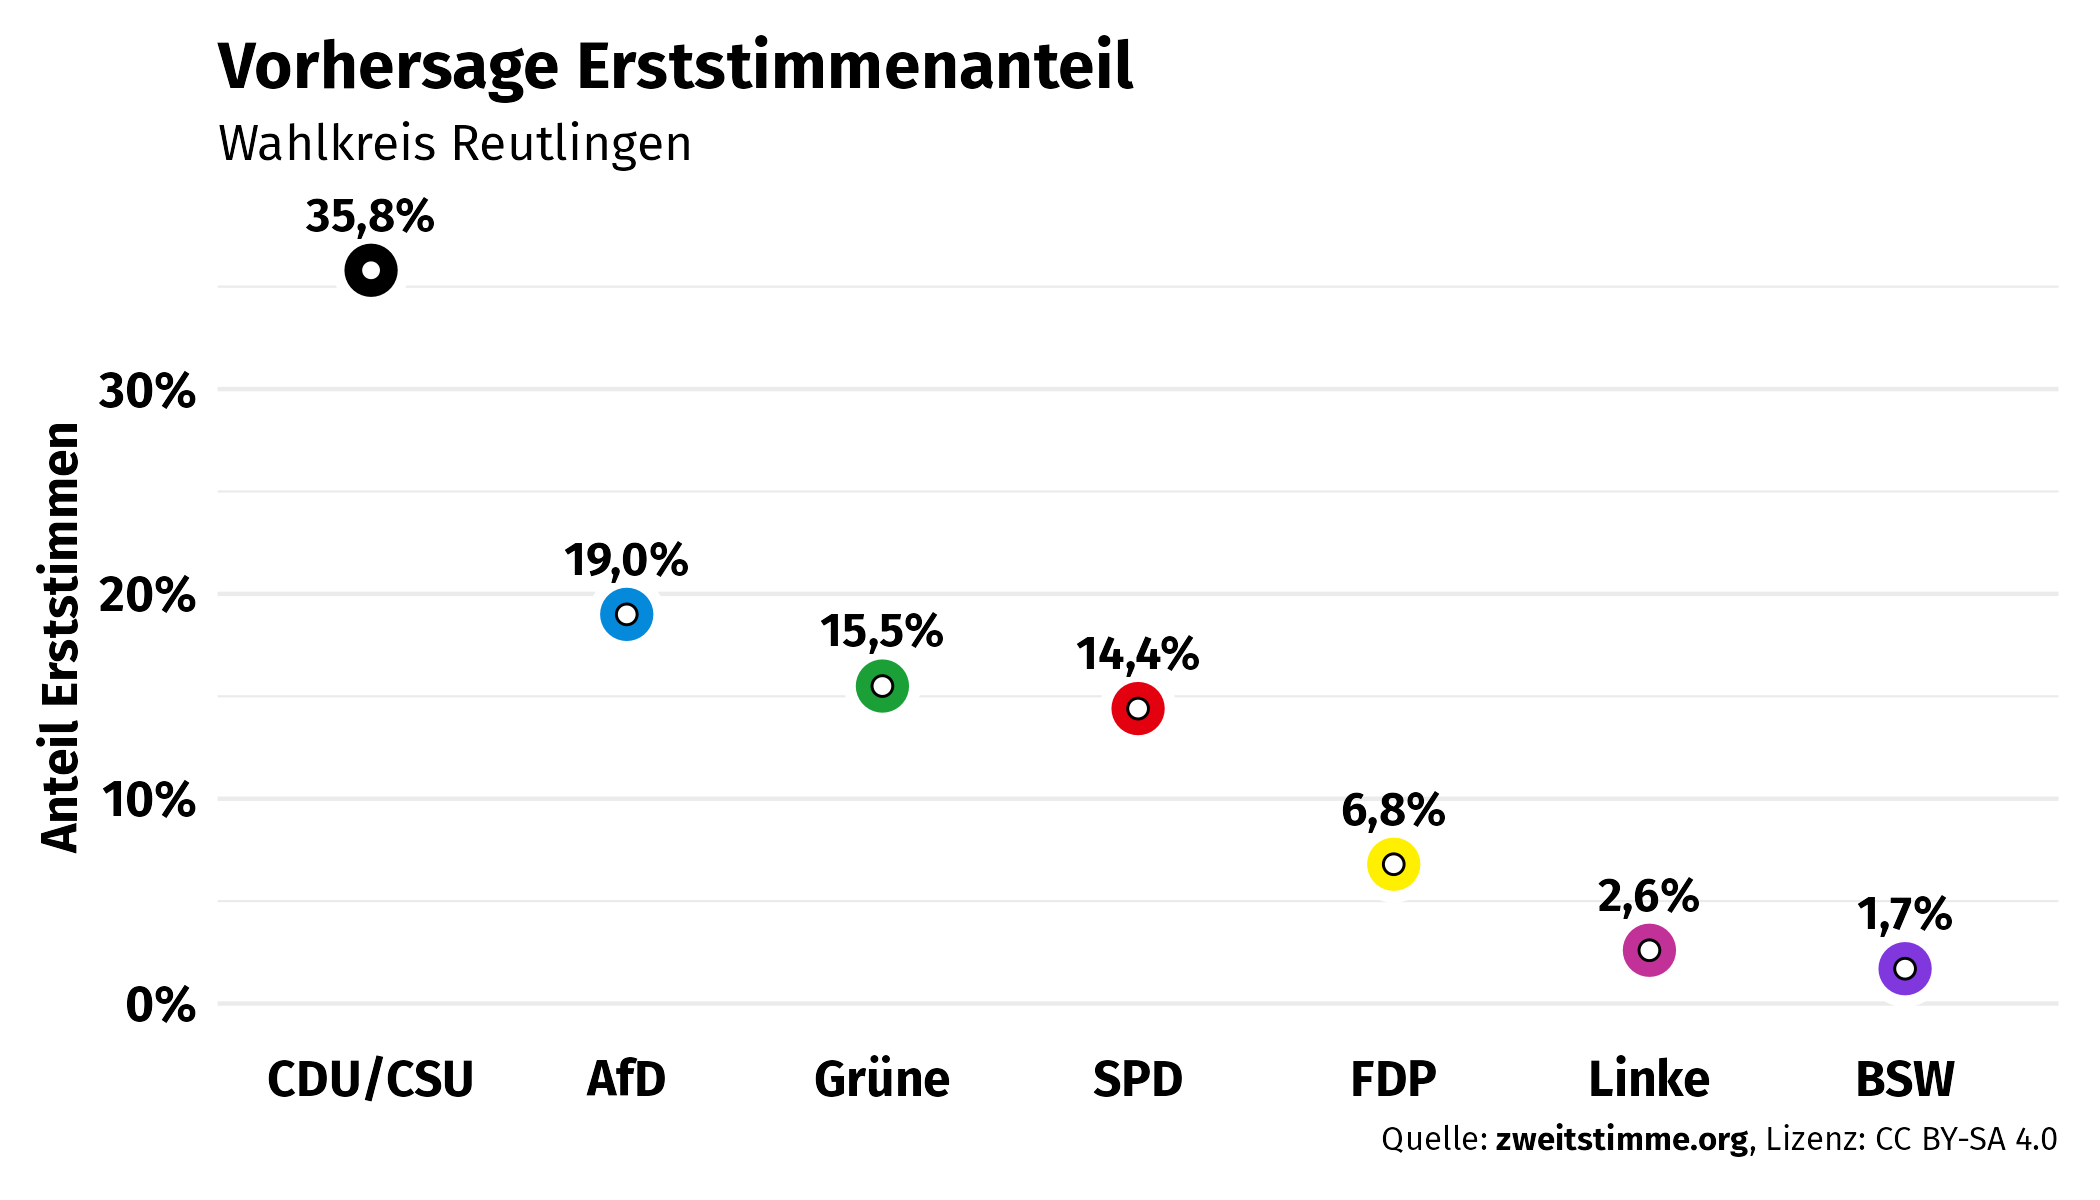 Vorhersage Erststimmenanteil
Wahlkreis Reutlingen
35,8%
30%
19,0%
20%
15,5%
14,4%
10%
6,8%
2,6%
1,7%
0%
Anteil Erststimmen
CDU/CSU AfD Grüne SPD FDP Linke BSW
Quelle: zweitstimme.org, Lizenz: CC BY-SA 4.0